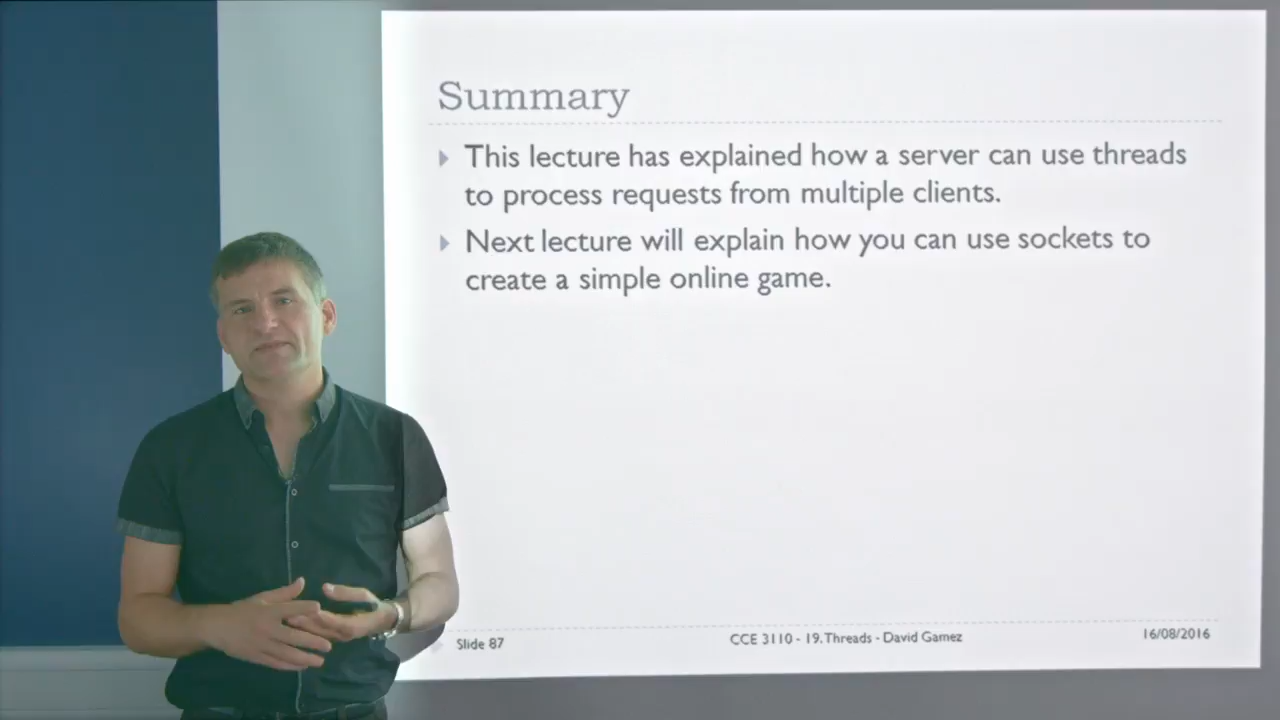 Summary
This lecture has explained how a server can use threads
to process requests from multiple clients.
Next lecture will explain how you can use sockets to
create a simple online game.
Slide 87
CCE 3110 - 19.Threads - David Gamez
16/08/2016